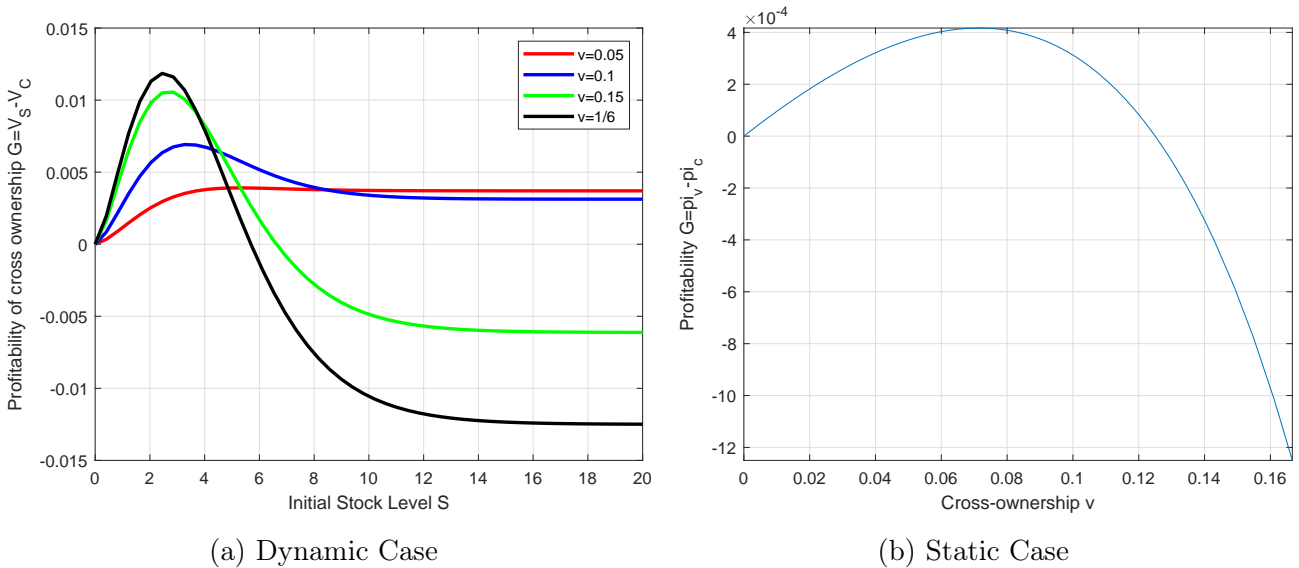 0.015
0.01
0.005
0
-0.005
-0.01
-0.015
Profitability of cross ownership G=V_S-V_C
0 2 4 6 8 10 12 14 16 18 20
Initial Stock Level S
v=0.05
v=0.1
v=0.15
v=1/6
(a) Dynamic Case
×10^-4
4
2
0
-2
-4
-6
-8
-10
-12
Profitability G=pi_v-pi_c
0 0.02 0.04 0.06 0.08 0.1 0.12 0.14 0.16
Cross-ownership v
(b) Static Case